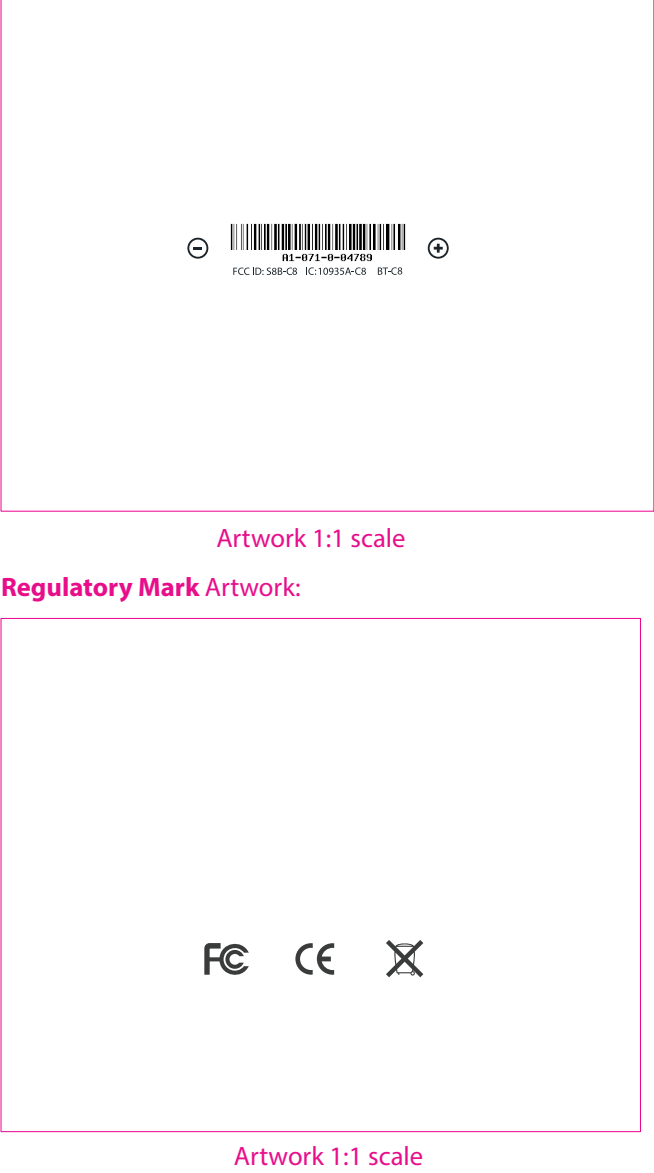 A1-071-0-04789
FCC ID: S8B-C8 IC:10935A-C8 BT-C8
Artwork 1:1 scale
Regulatory Mark Artwork:
FC CE
Artwork 1:1 scale